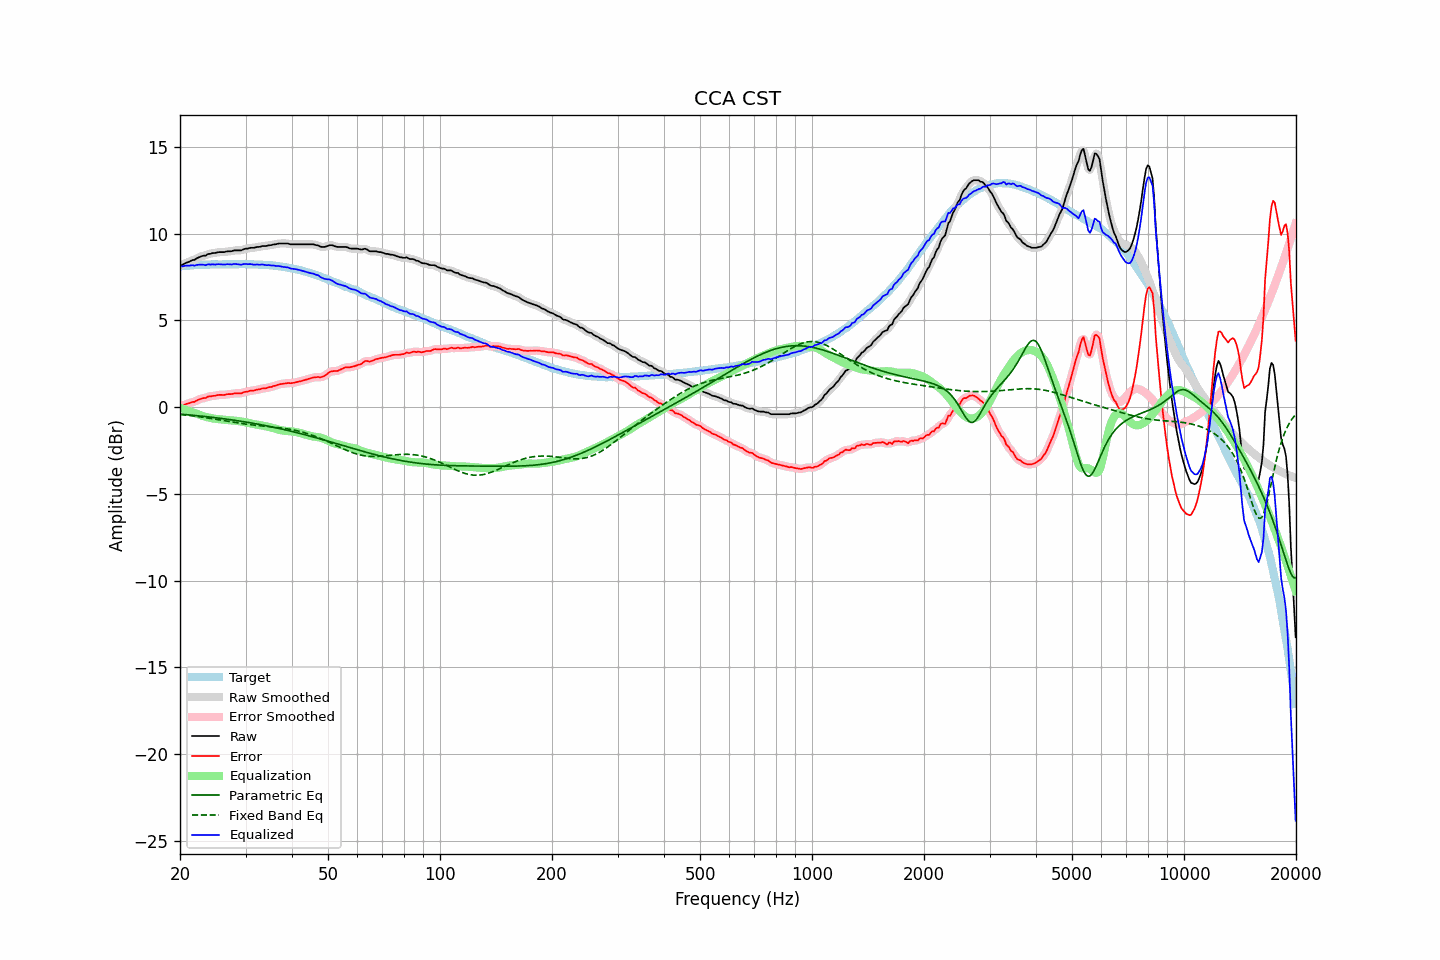 CCA CST
Amplitude (dBr)
15
10
5
0
−5
−10
−15
−20
−25
Target
Raw Smoothed
Error Smoothed
Raw
Error
Equalization
Parametric Eq
Fixed Band Eq
Equalized
20 50 100 200 500 1000 2000 5000 10000 20000
Frequency (Hz)